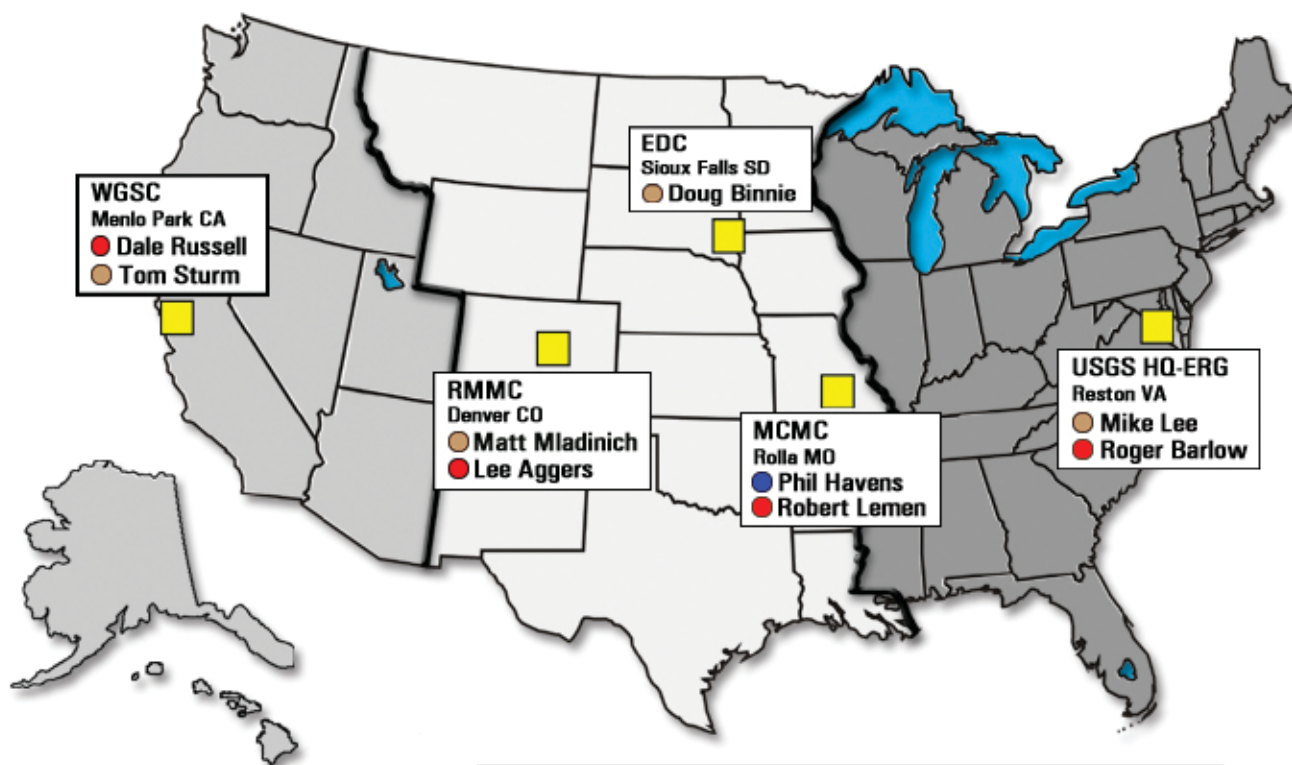 EDC
Sioux Falls SD
Doug Binnie
WGSC
Menlo Park CA
Dale Russell
Tom Sturm
USGS HQ-ERG
Reston VA
Mike Lee
Roger Barlow
RMMC
Denver CO
Matt Mladinich
Lee Aggers
MCMC
Rolla MO
Phil Havens
Robert Lemen